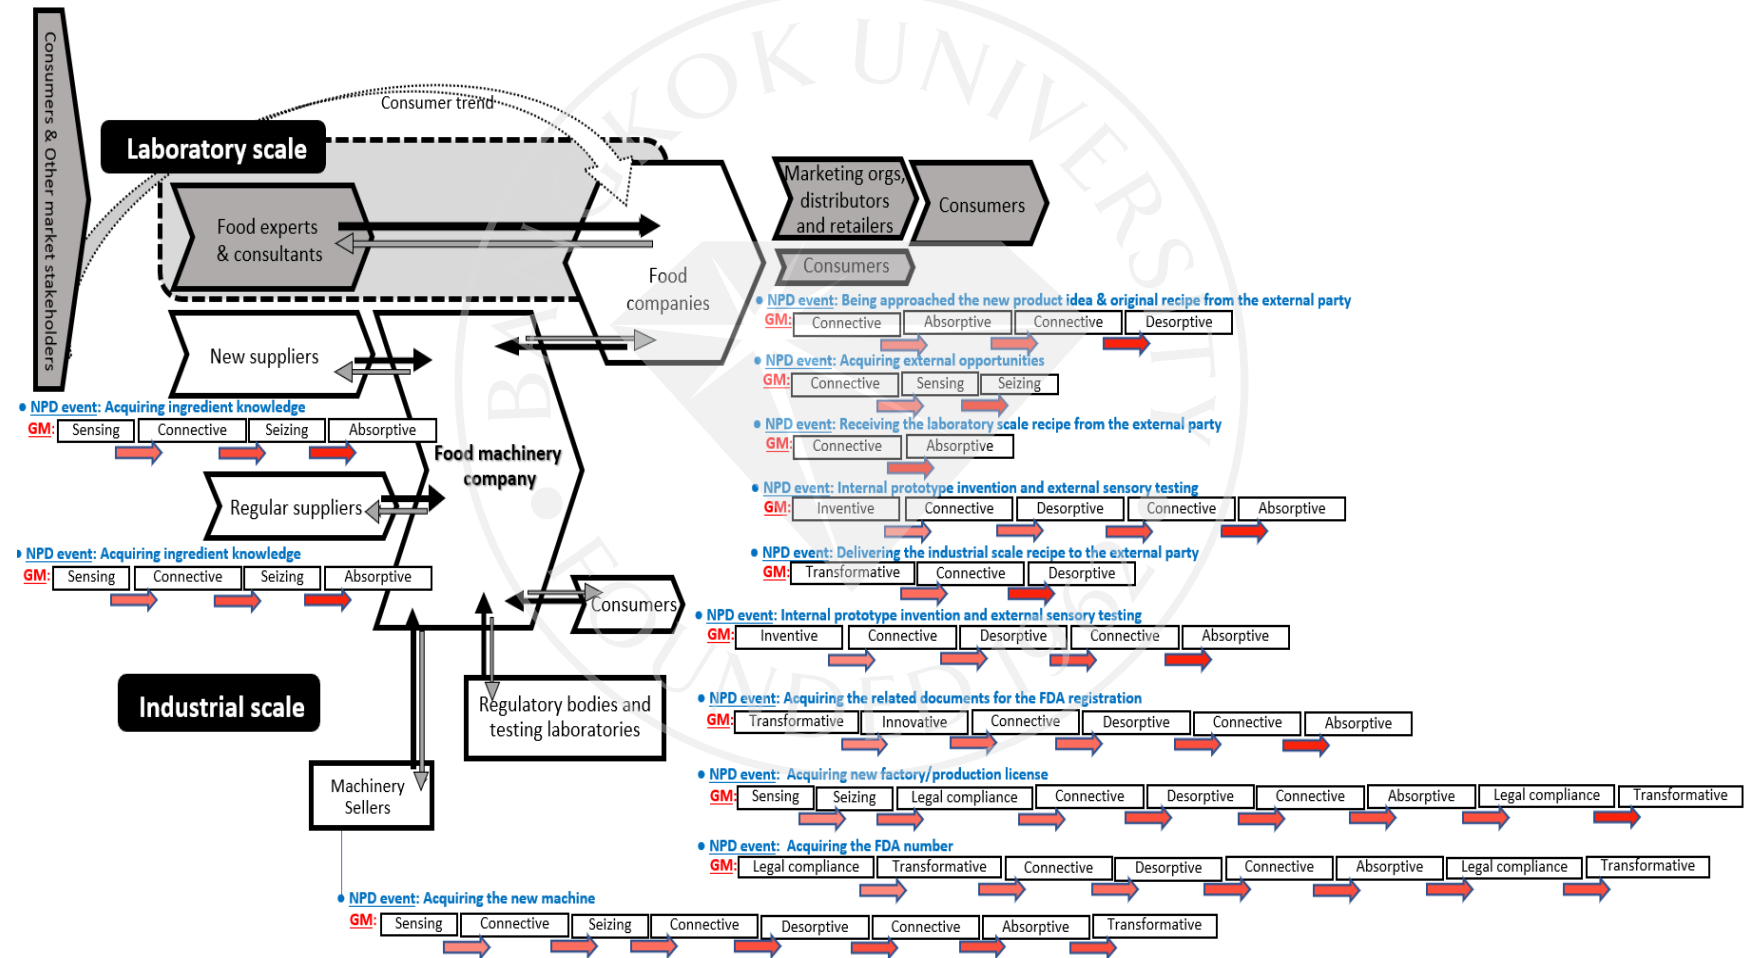 Consumers & Other market stakeholders
Consumer trend
Laboratory scale
Food experts
& consultants
Food
companies
Marketing orgs,
distributors
and retailers
Consumers
Consumers
New suppliers
Food machinery
company
Regular suppliers
Consumers
Industrial scale
Regulatory bodies and
testing laboratories
Machinery
Sellers
• NPD event: Acquiring ingredient knowledge
GM: Sensing Connective Seizing Absorptive
• NPD event: Acquiring ingredient knowledge
GM: Sensing Connective Seizing Absorptive
• NPD event: Being approached the new product idea & original recipe from the external party
GM: Connective Absorptive Connective Desorptive
• NPD event: Acquiring external opportunities
GM: Connective Sensing Seizing
• NPD event: Receiving the laboratory scale recipe from the external party
GM: Connective Absorptive
• NPD event: Internal prototype invention and external sensory testing
GM: Inventive Connective Desorptive Connective Absorptive
• NPD event: Delivering the industrial scale recipe to the external party
GM: Transformative Connective Desorptive
• NPD event: Internal prototype invention and external sensory testing
GM: Inventive Connective Desorptive Connective Absorptive
• NPD event: Acquiring the related documents for the FDA registration
GM: Transformative Innovative Connective Desorptive Connective Absorptive
• NPD event: Acquiring new factory/production license
GM: Sensing Seizing Legal compliance Connective Desorptive Connective Absorptive Legal compliance Transformative
• NPD event: Acquiring the FDA number
GM: Legal compliance Transformative Connective Desorptive Connective Absorptive Legal compliance Transformative
• NPD event: Acquiring the new machine
GM: Sensing Connective Seizing Connective Desorptive Connective Absorptive Transformative
BANGKOK UNIVERSITY
FOUNDED 1962